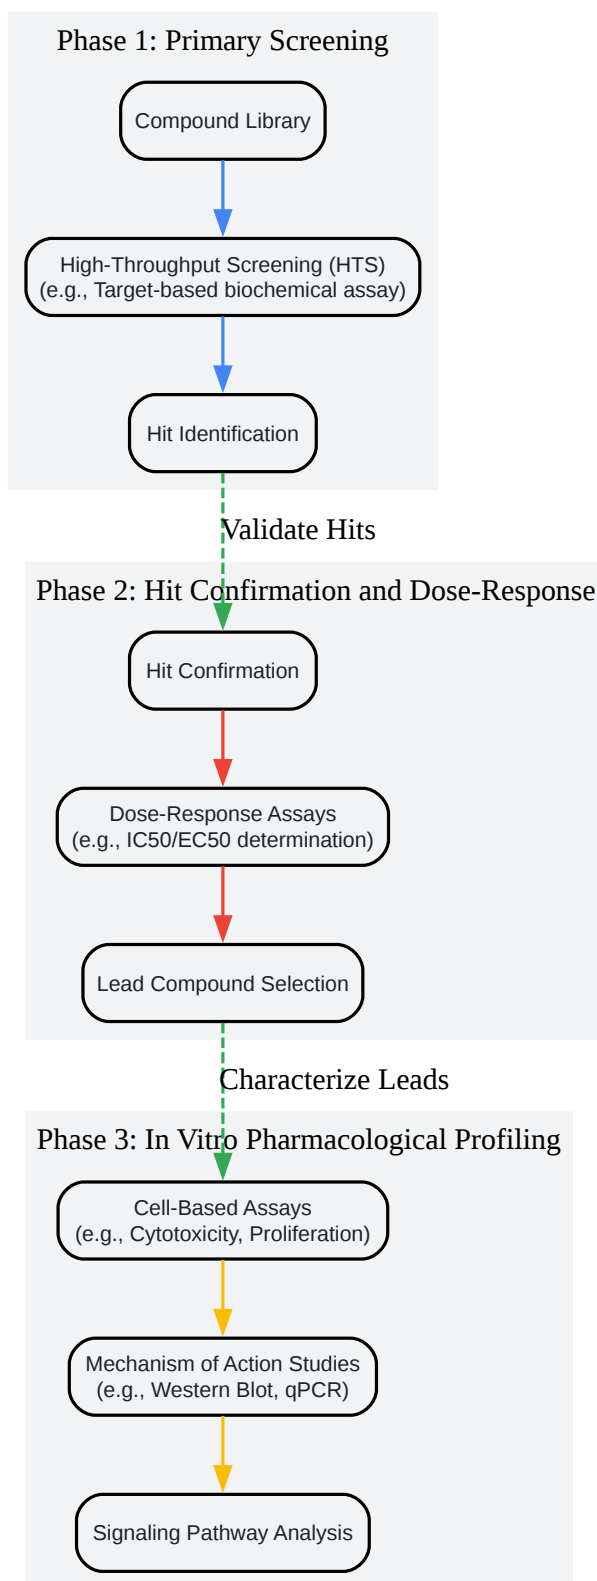 Phase 1: Primary Screening
Compound Library
High-Throughput Screening (HTS)
(e.g., Target-based biochemical assay)
Hit Identification
Validate Hits
Phase 2: Hit Confirmation and Dose-Response
Hit Confirmation
Dose-Response Assays
(e.g., IC50/EC50 determination)
Lead Compound Selection
Characterize Leads
Phase 3: In Vitro Pharmacological Profiling
Cell-Based Assays
(e.g., Cytotoxicity, Proliferation)
Mechanism of Action Studies
(e.g., Western Blot, qPCR)
Signaling Pathway Analysis